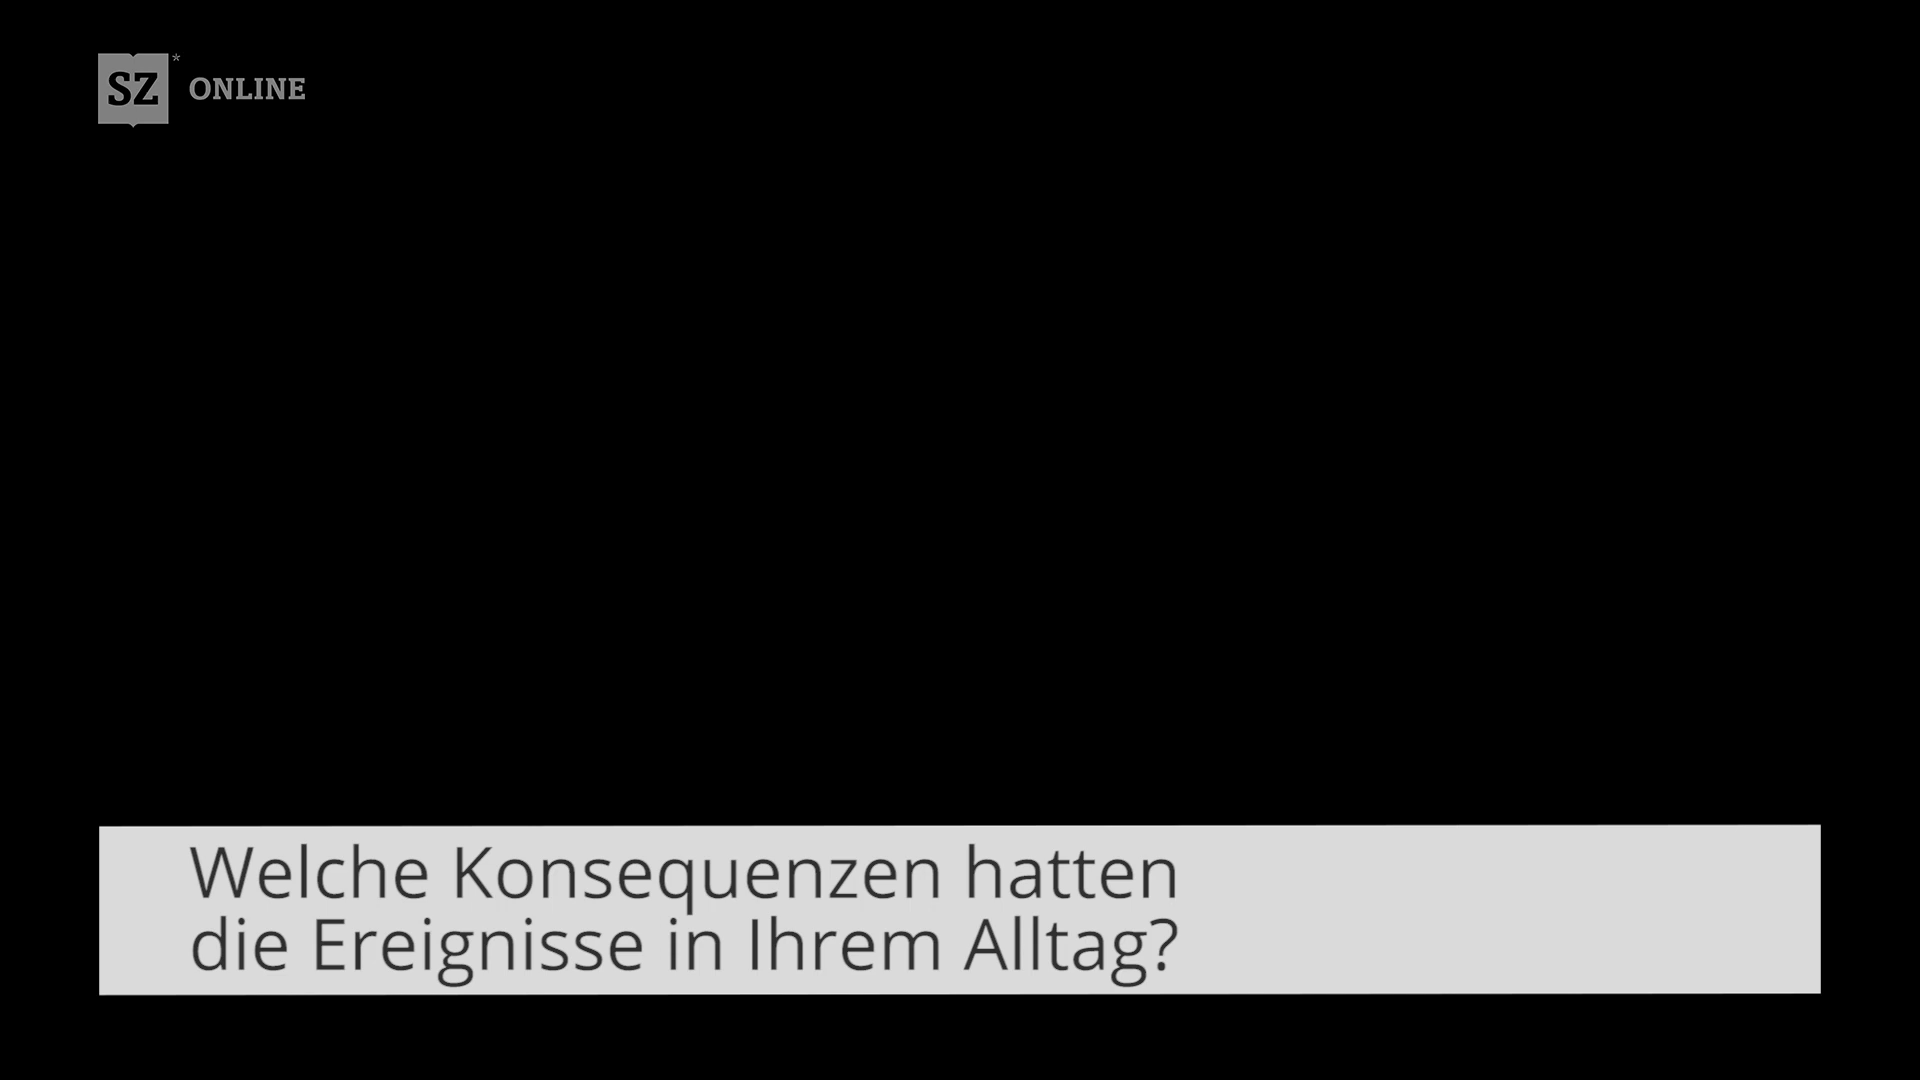 SZ* ONLINE
Welche Konsequenzen hatten
die Ereignisse in Ihrem Alltag?